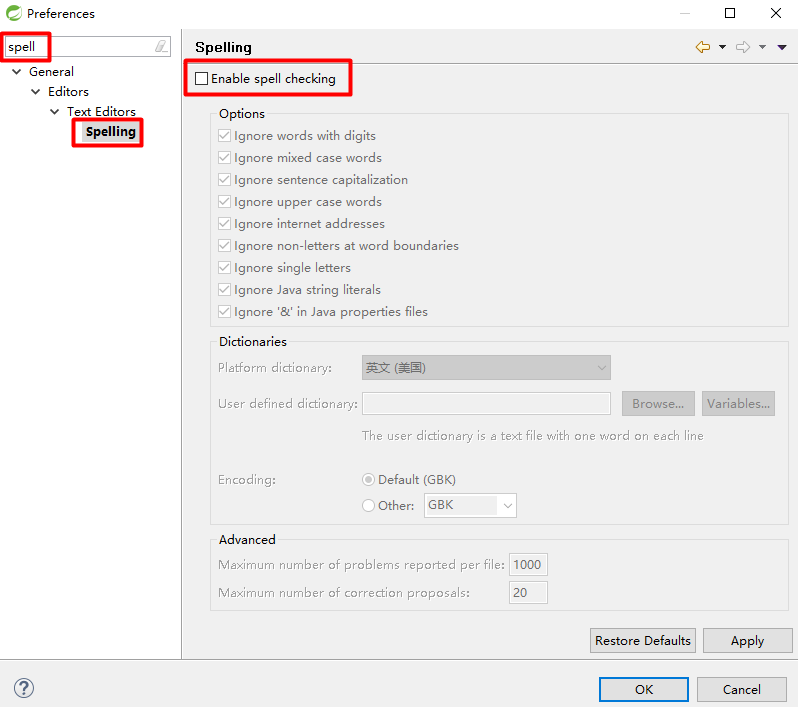 Preferences
spell
General
Editors
Text Editors
Spelling
Spelling
Enable spell checking
Options
Ignore words with digits
Ignore mixed case words
Ignore sentence capitalization
Ignore upper case words
Ignore internet addresses
Ignore non-letters at word boundaries
Ignore single letters
Ignore Java string literals
Ignore '&' in Java properties files
Dictionaries
Platform dictionary: 英文 (美国)
User defined dictionary: Browse... Variables...
The user dictionary is a text file with one word on each line
Encoding: Default (GBK)
Other: GBK
Advanced
Maximum number of problems reported per file: 1000
Maximum number of correction proposals: 20
Restore Defaults Apply
? OK Cancel